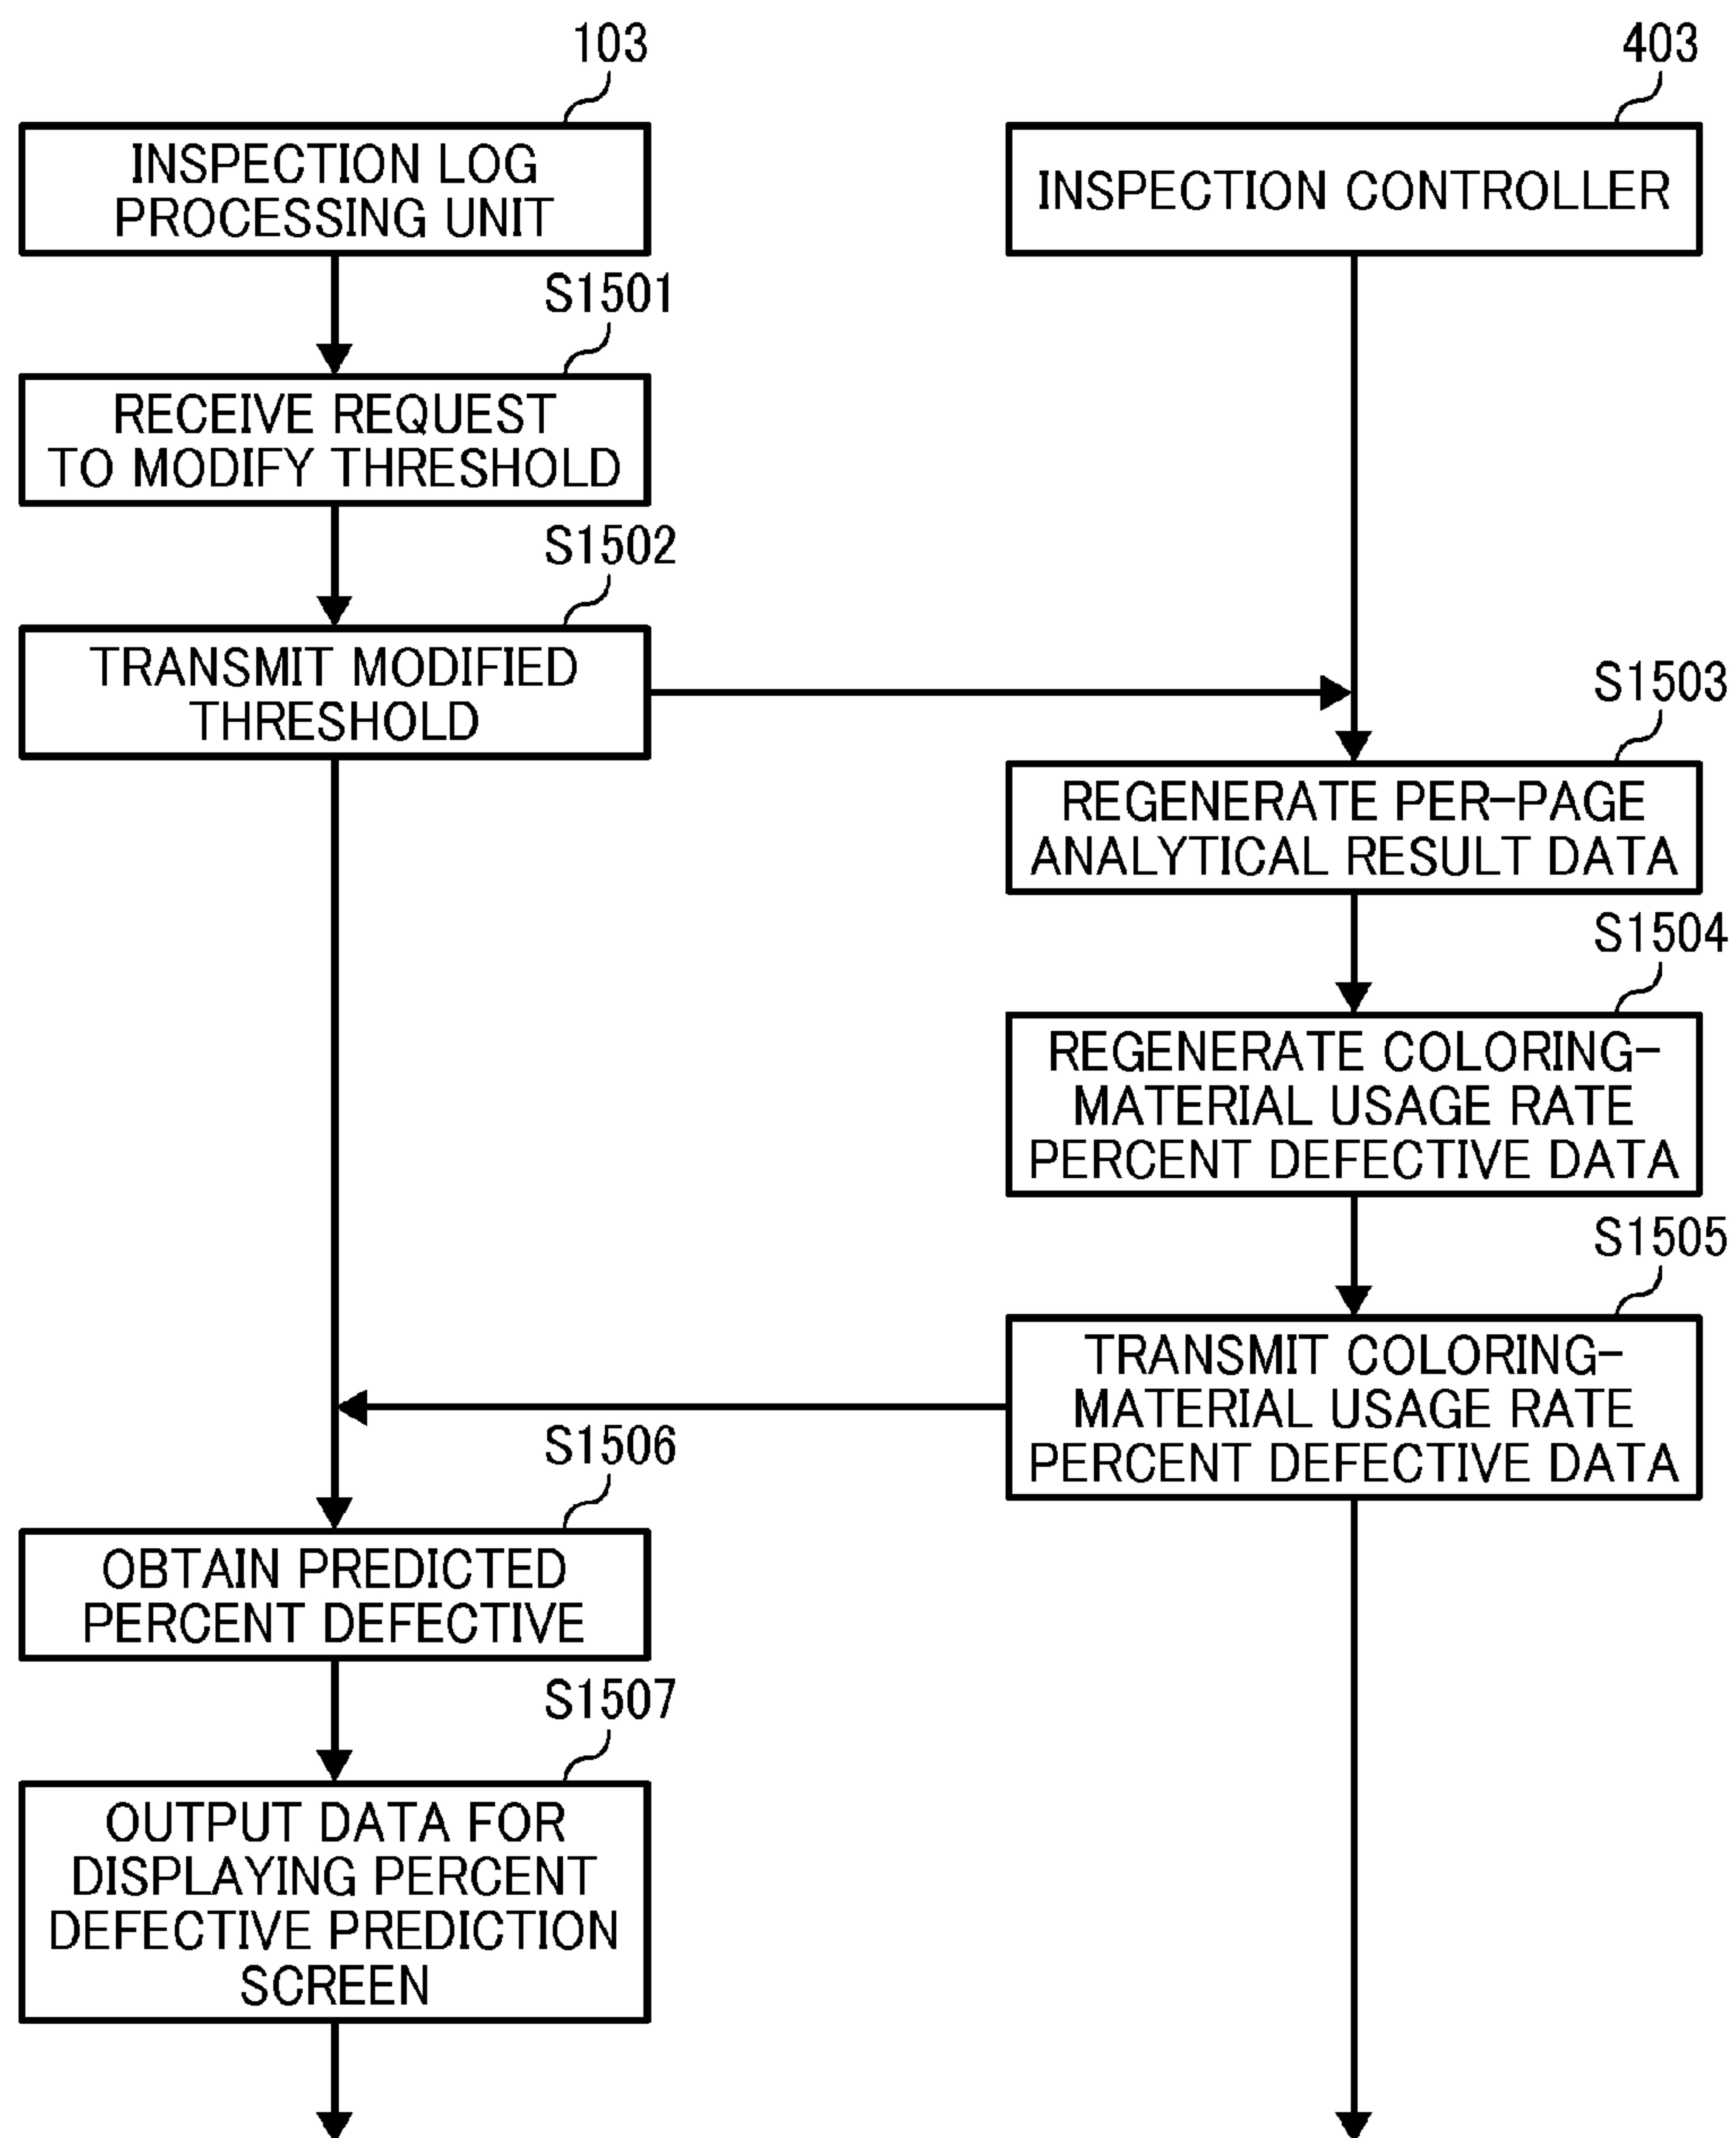 103
INSPECTION LOG
PROCESSING UNIT
403
INSPECTION CONTROLLER
S1501
RECEIVE REQUEST
TO MODIFY THRESHOLD
S1502
TRANSMIT MODIFIED
THRESHOLD
S1503
REGENERATE PER-PAGE
ANALYTICAL RESULT DATA
S1504
REGENERATE COLORING-
MATERIAL USAGE RATE
PERCENT DEFECTIVE DATA
S1505
TRANSMIT COLORING-
MATERIAL USAGE RATE
PERCENT DEFECTIVE DATA
S1506
OBTAIN PREDICTED
PERCENT DEFECTIVE
S1507
OUTPUT DATA FOR
DISPLAYING PERCENT
DEFECTIVE PREDICTION
SCREEN